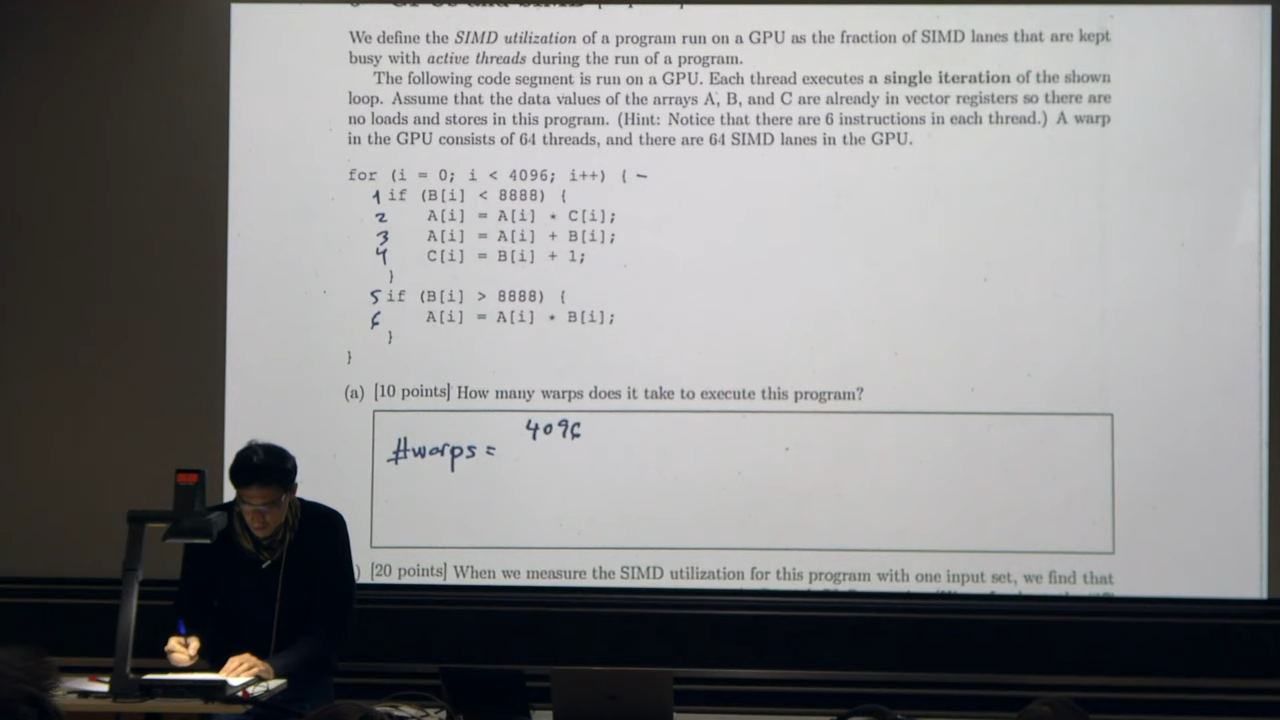 We define the SIMD utilization of a program run on a GPU as the fraction of SIMD lanes that are kept
busy with active threads during the run of a program.
The following code segment is run on a GPU. Each thread executes a single iteration of the shown
loop. Assume that the data values of the arrays A, B, and C are already in vector registers so there are
no loads and stores in this program. (Hint: Notice that there are 6 instructions in each thread.) A warp
in the GPU consists of 64 threads, and there are 64 SIMD lanes in the GPU.
for (i = 0; i < 4096; i++) { -
1 if (B[i] < 8888) {
2 A[i] = A[i] * C[i];
3 A[i] = A[i] + B[i];
4 C[i] = B[i] + 1;
}
5 if (B[i] > 8888) {
6 A[i] = A[i] * B[i];
}
}
(a) [10 points] How many warps does it take to execute this program?
4096
#warps =
) [20 points] When we measure the SIMD utilization for this program with one input set, we find that